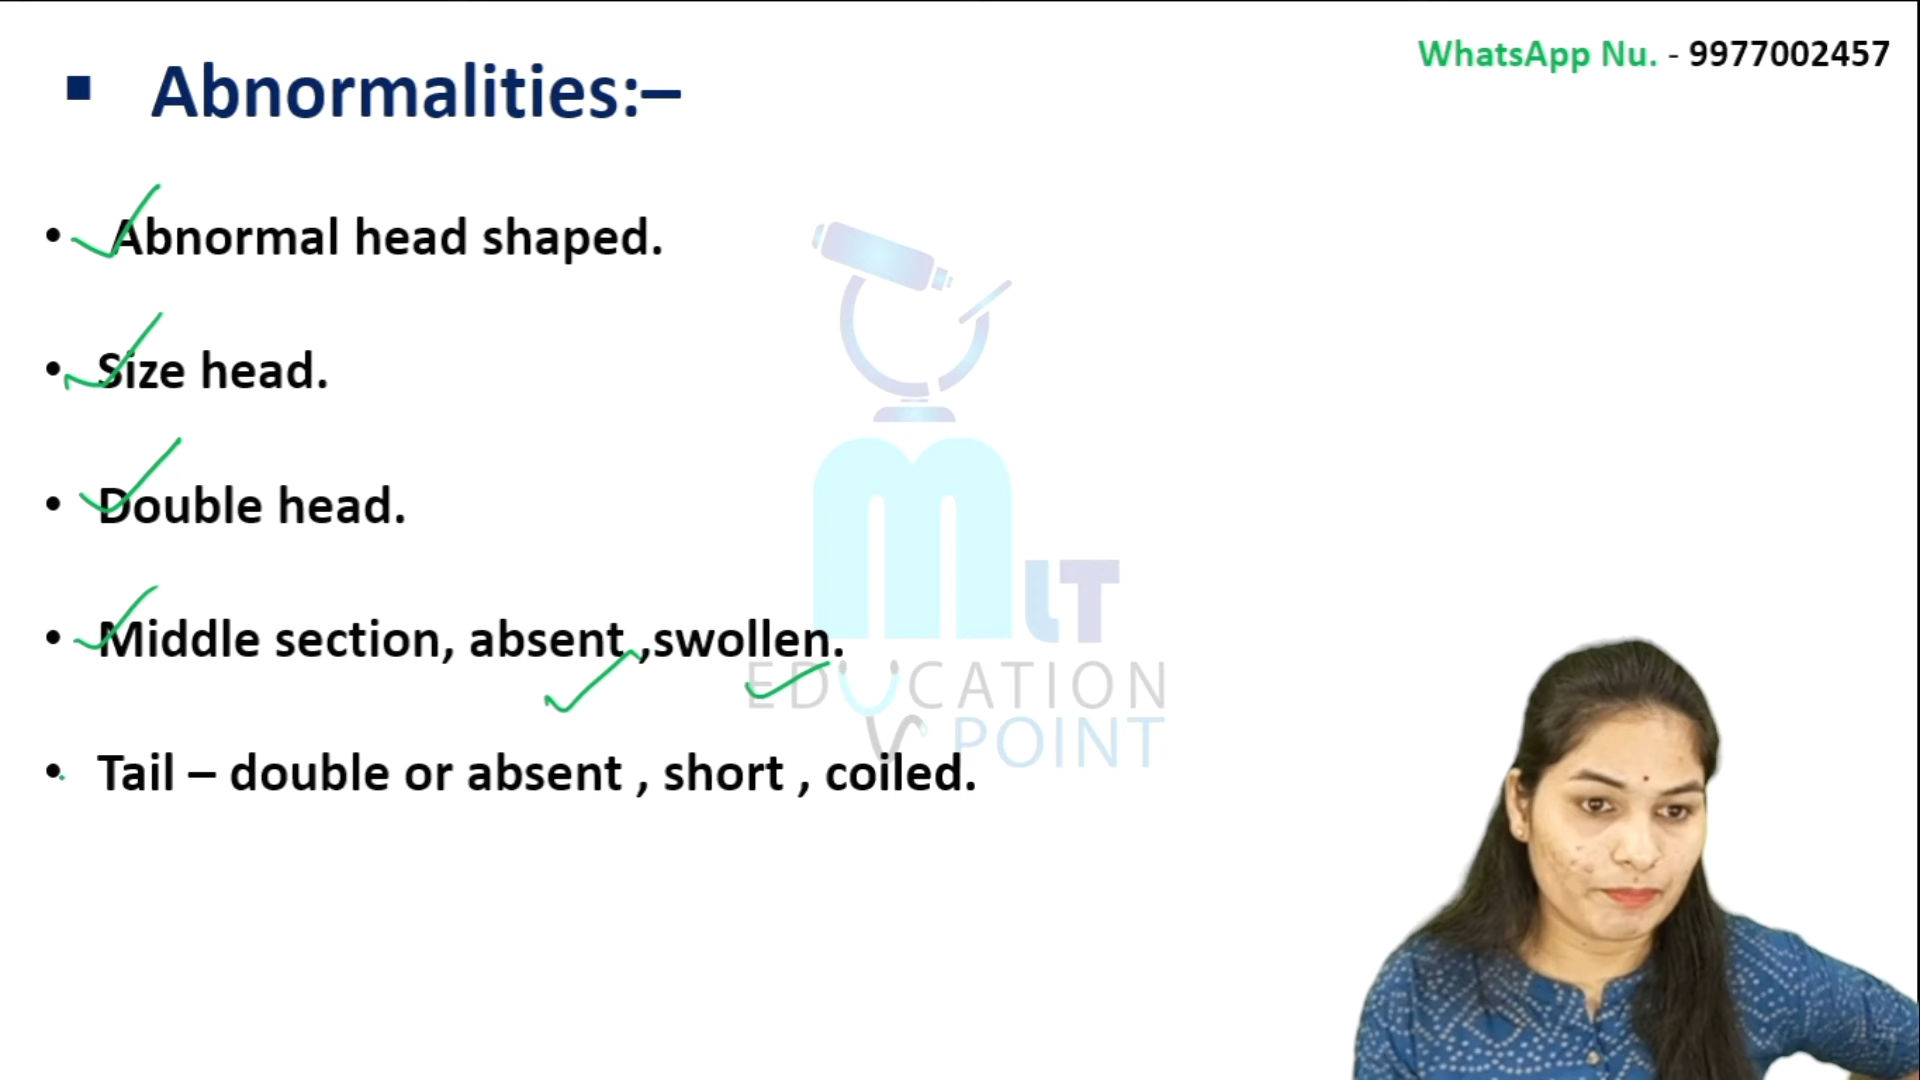 WhatsApp Nu. - 9977002457
▪ Abnormalities:–
• Abnormal head shaped.
• Size head.
• Double head.
• Middle section, absent ,swollen.
• Tail – double or absent , short , coiled.
MLT
EDUCATION
POINT